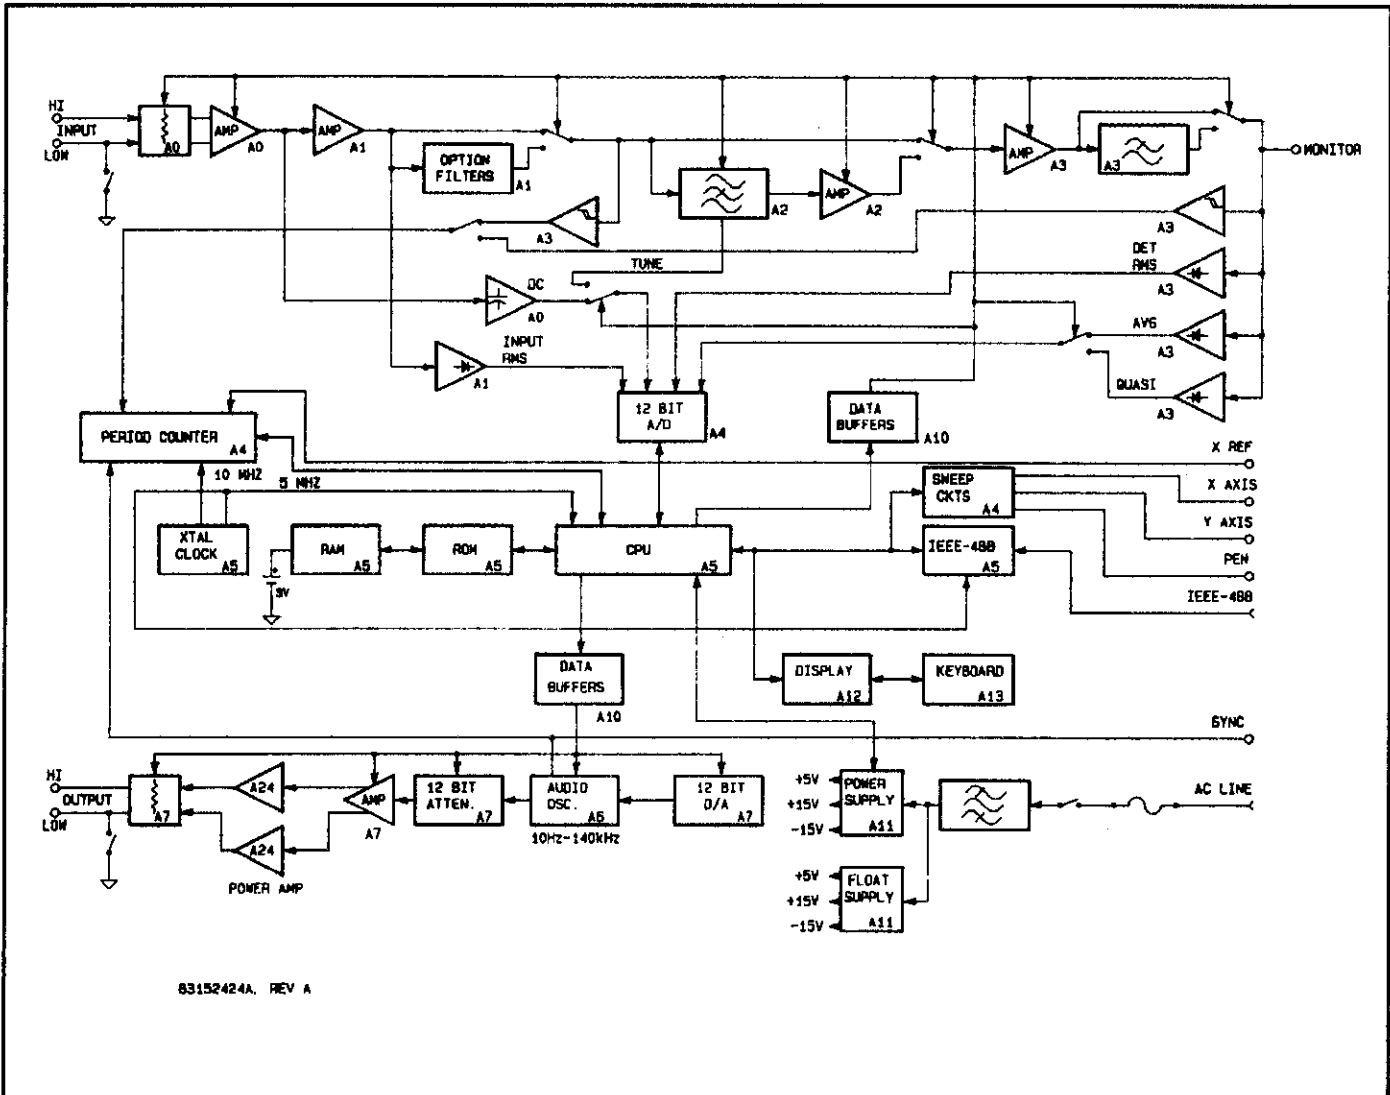 HI
INPUT
LOW
A0
AMP
A0
AMP
A1
OPTION
FILTERS
A1
A2
AMP
A2
AMP
A3
A3
MONITOR
A3
A3
TUNE
DC
A0
DET
RMS
A3
AVG
A3
QUASI
A3
INPUT
RMS
A1
12 BIT
A/D
A4
DATA
BUFFERS
A10
PERIOD COUNTER
A4
10 MHZ
5 MHZ
X REF
X AXIS
Y AXIS
PEN
IEEE-488
SWEEP
CKTS
A4
XTAL
CLOCK
A5
RAM
A5
ROM
A5
CPU
A5
IEEE-488
A5
3V
DATA
BUFFERS
A10
DISPLAY
A12
KEYBOARD
A13
SYNC
HI
OUTPUT
LOW
A7
A24
A24
POWER AMP
AMP
A7
12 BIT
ATTEN.
A7
AUDIO
OSC.
A6
10Hz-140kHz
12 BIT
D/A
A7
+5V
+15V
-15V
POWER
SUPPLY
A11
AC LINE
+5V
+15V
-15V
FLOAT
SUPPLY
A11
83152424A, REV A